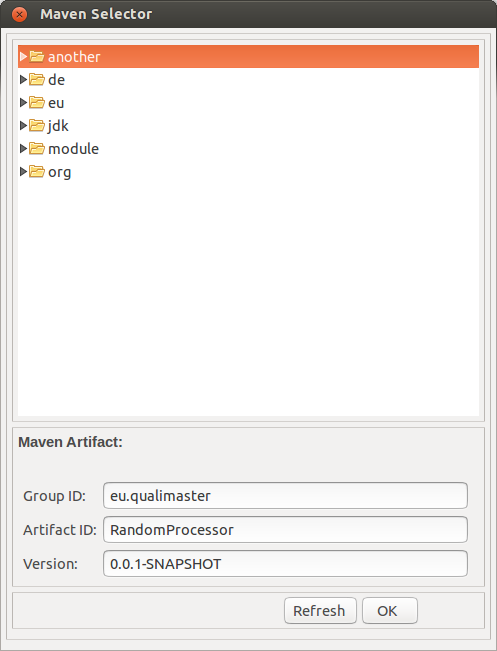 Maven Selector
another
de
eu
jdk
module
org
Maven Artifact:
Group ID: eu.qualimaster
Artifact ID: RandomProcessor
Version: 0.0.1-SNAPSHOT
Refresh OK